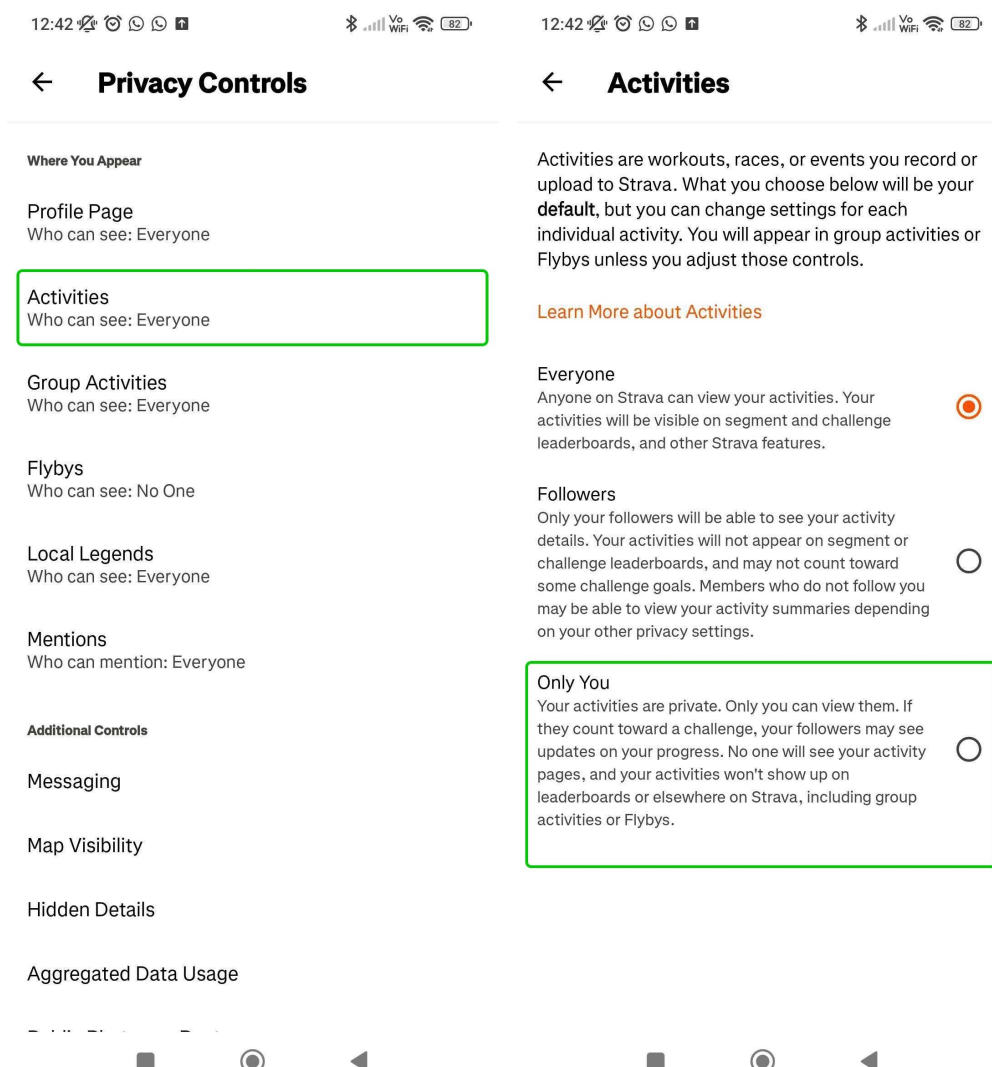 12:42
Vo
WiFi
82
Privacy Controls
Where You Appear
Profile Page
Who can see: Everyone
Activities
Who can see: Everyone
Group Activities
Who can see: Everyone
Flybys
Who can see: No One
Local Legends
Who can see: Everyone
Mentions
Who can mention: Everyone
Additional Controls
Messaging
Map Visibility
Hidden Details
Aggregated Data Usage
12:42
Vo
WiFi
82
Activities
Activities are workouts, races, or events you record or
upload to Strava. What you choose below will be your
default, but you can change settings for each
individual activity. You will appear in group activities or
Flybys unless you adjust those controls.
Learn More about Activities
Everyone
Anyone on Strava can view your activities. Your
activities will be visible on segment and challenge
leaderboards, and other Strava features.
Followers
Only your followers will be able to see your activity
details. Your activities will not appear on segment or
challenge leaderboards, and may not count toward
some challenge goals. Members who do not follow you
may be able to view your activity summaries depending
on your other privacy settings.
Only You
Your activities are private. Only you can view them. If
they count toward a challenge, your followers may see
updates on your progress. No one will see your activity
pages, and your activities won't show up on
leaderboards or elsewhere on Strava, including group
activities or Flybys.